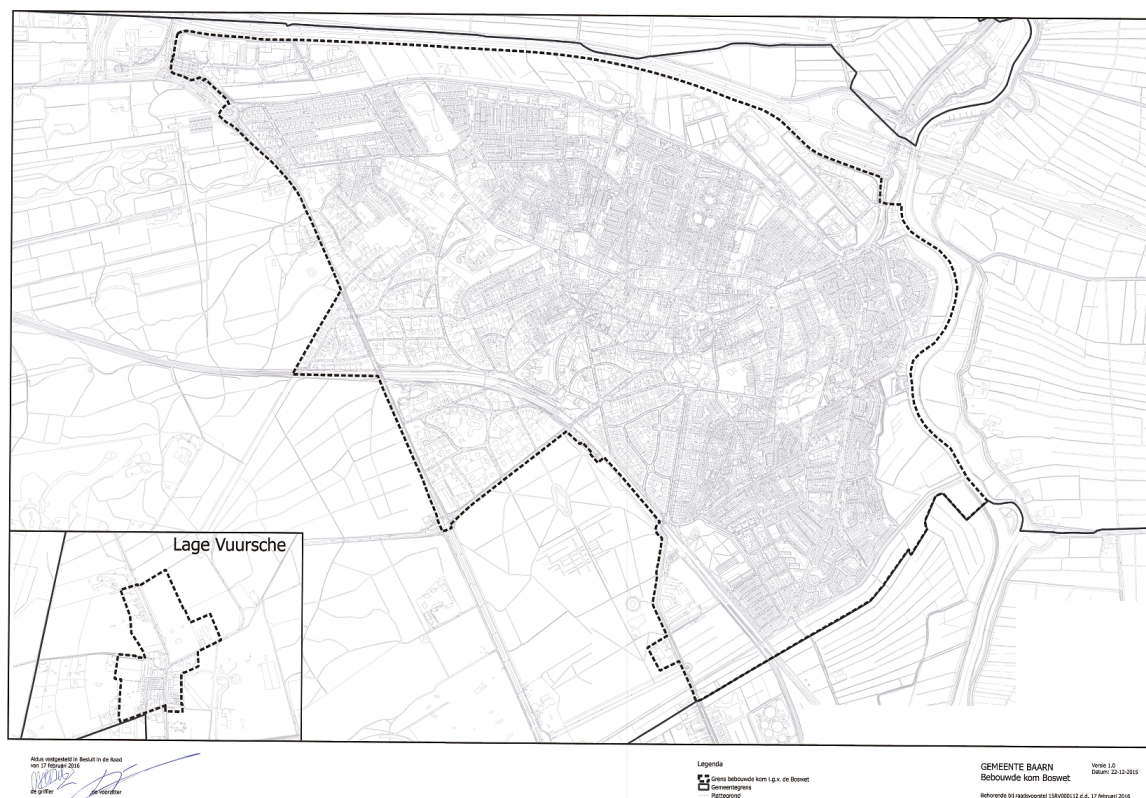 Lage Vuursche
Aldus vastgesteld in Besluit in de Raad
van 17 februari 2016
de griffier de voorzitter
Legenda
Grens bebouwde kom i.g.v. de Boswet
Gemeentegrens
Plattegrond
GEMEENTE BAARN
Bebouwde kom Boswet
Versie 1.0
Datum: 22-12-2015
Behorende bij raadsvoorstel 15RV000112 d.d. 17 februari 2016